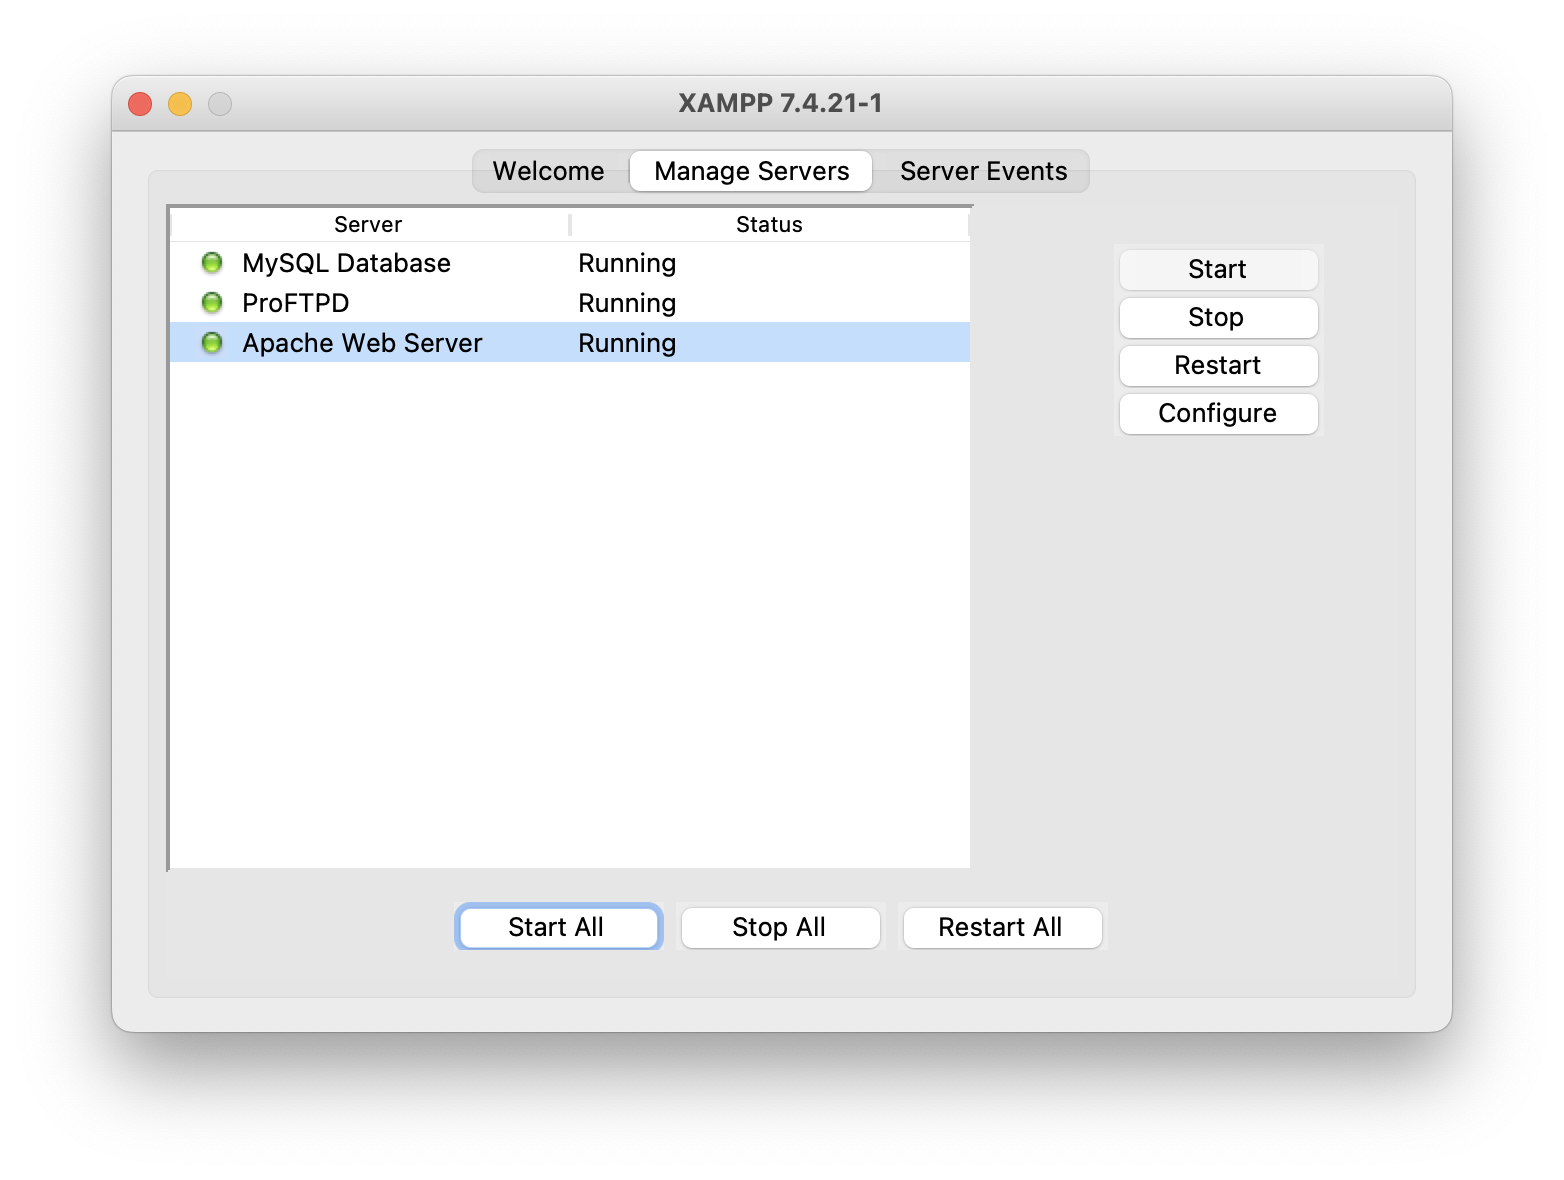 XAMPP 7.4.21-1
Welcome Manage Servers Server Events
Server Status
MySQL Database Running
ProFTPD Running
Apache Web Server Running
Start
Stop
Restart
Configure
Start All Stop All Restart All